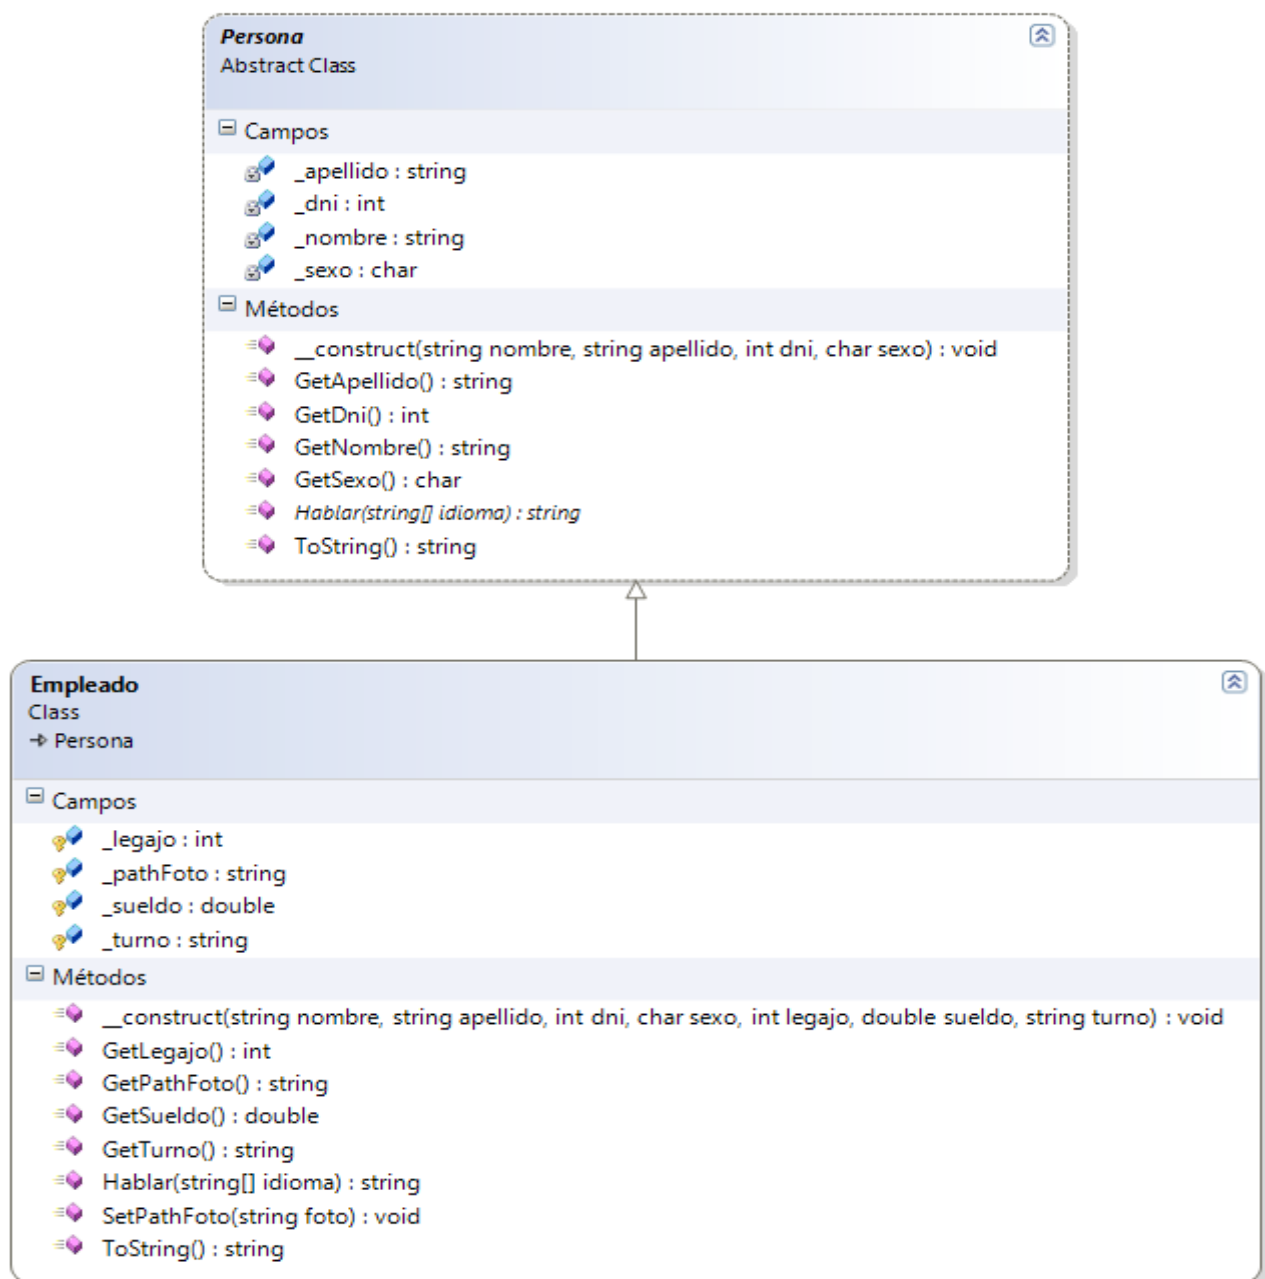 Persona
Abstract Class
Campos
_apellido : string
_dni : int
_nombre : string
_sexo : char
Métodos
__construct(string nombre, string apellido, int dni, char sexo) : void
GetApellido() : string
GetDni() : int
GetNombre() : string
GetSexo() : char
Hablar(string[] idioma) : string
ToString() : string
Empleado
Class
Persona
Campos
_legajo : int
_pathFoto : string
_sueldo : double
_turno : string
Métodos
__construct(string nombre, string apellido, int dni, char sexo, int legajo, double sueldo, string turno) : void
GetLegajo() : int
GetPathFoto() : string
GetSueldo() : double
GetTurno() : string
Hablar(string[] idioma) : string
SetPathFoto(string foto) : void
ToString() : string